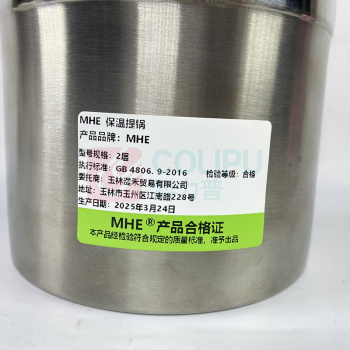 MHE 保温提锅
产品品牌：MHE
型号规格：2层
执行标准：GB 4806.9-2016 检验等级：合格
委托商：玉林澄禾贸易有限公司
地址：玉林市玉州区江南路228号
生产日期：2025年3月24日
MHE®产品合格证
本产品经检验符合规定的质量标准，准予出品
COUPU